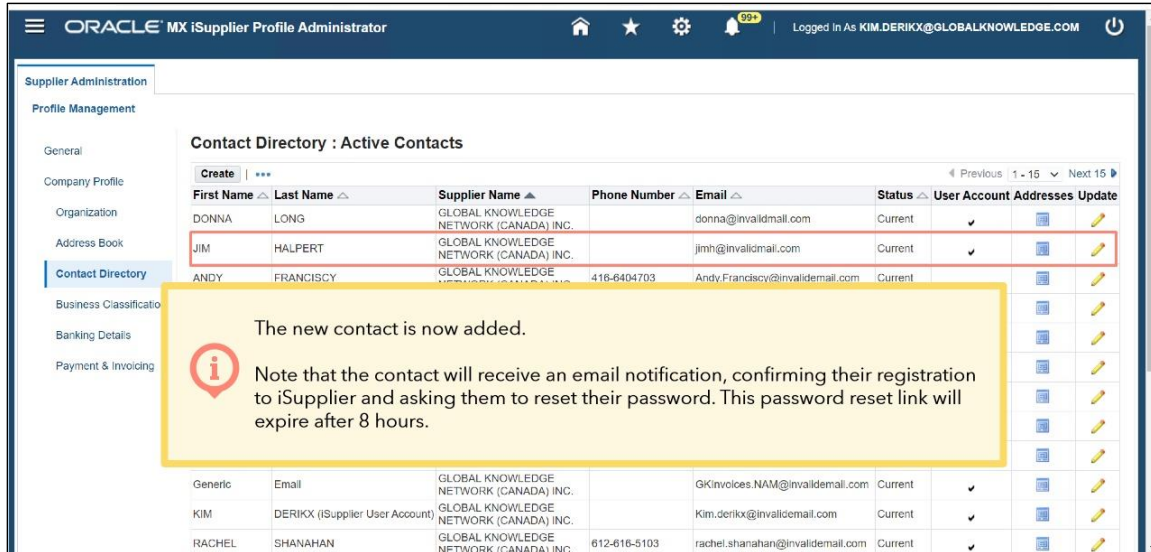 ORACLE MX iSupplier Profile Administrator 99+ Logged In As KIM.DERIKX@GLOBALKNOWLEDGE.COM
Supplier Administration
Profile Management
General
Company Profile
Organization
Address Book
Contact Directory
Business Classificatio
Banking Details
Payment & Invoicing
Contact Directory : Active Contacts
Create | ••• Previous 1 - 15 Next 15
First Name Last Name Supplier Name Phone Number Email Status User Account Addresses Update
DONNA LONG GLOBAL KNOWLEDGE NETWORK (CANADA) INC. donna@invalidmail.com Current
JIM HALPERT GLOBAL KNOWLEDGE NETWORK (CANADA) INC. jimh@invalidmail.com Current
ANDY FRANCISCY GLOBAL KNOWLEDGE 416-6404703 Andy.Franciscy@invalidemail.com Current
The new contact is now added.
Note that the contact will receive an email notification, confirming their registration
to iSupplier and asking them to reset their password. This password reset link will
expire after 8 hours.
Generic Email GLOBAL KNOWLEDGE NETWORK (CANADA) INC. GKInvoices.NAM@invalidemail.com Current
KIM DERIKX (iSupplier User Account) GLOBAL KNOWLEDGE NETWORK (CANADA) INC. Kim.derikx@invalidemail.com Current
RACHEL SHANAHAN GLOBAL KNOWLEDGE NETWORK (CANADA) INC. 612-616-5103 rachel.shanahan@invalidemail.com Current